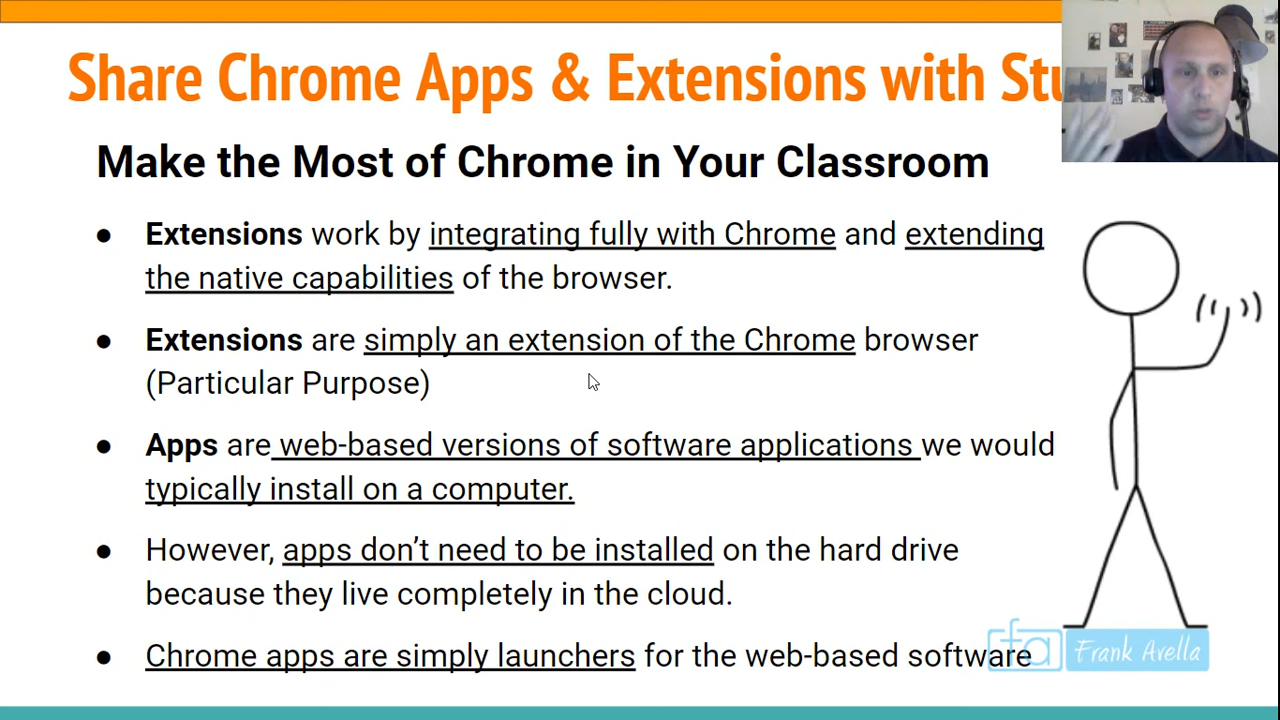 Share Chrome Apps & Extensions with Stu
Make the Most of Chrome in Your Classroom
● Extensions work by integrating fully with Chrome and extending
the native capabilities of the browser.
● Extensions are simply an extension of the Chrome browser
(Particular Purpose)
● Apps are web-based versions of software applications we would
typically install on a computer.
● However, apps don't need to be installed on the hard drive
because they live completely in the cloud.
● Chrome apps are simply launchers for the web-based software
fa Frank Avella